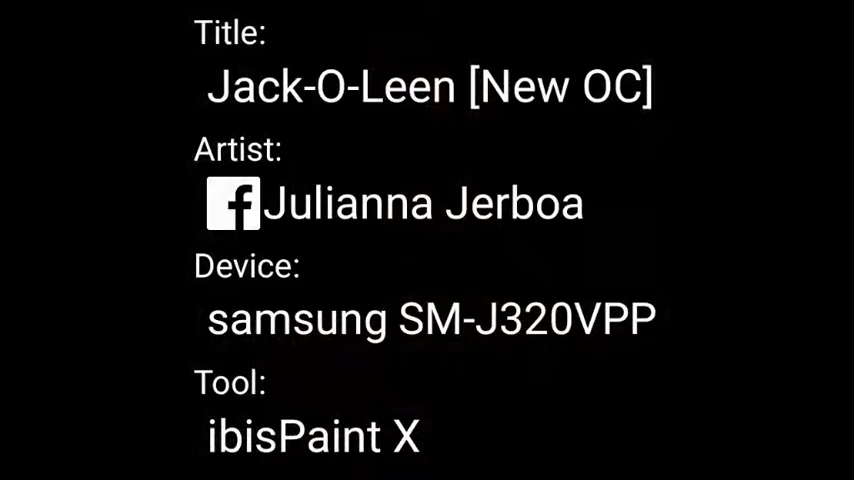 Title:
Jack-O-Leen [New OC]
Artist:
Julianna Jerboa
Device:
samsung SM-J320VPP
Tool:
ibisPaint X